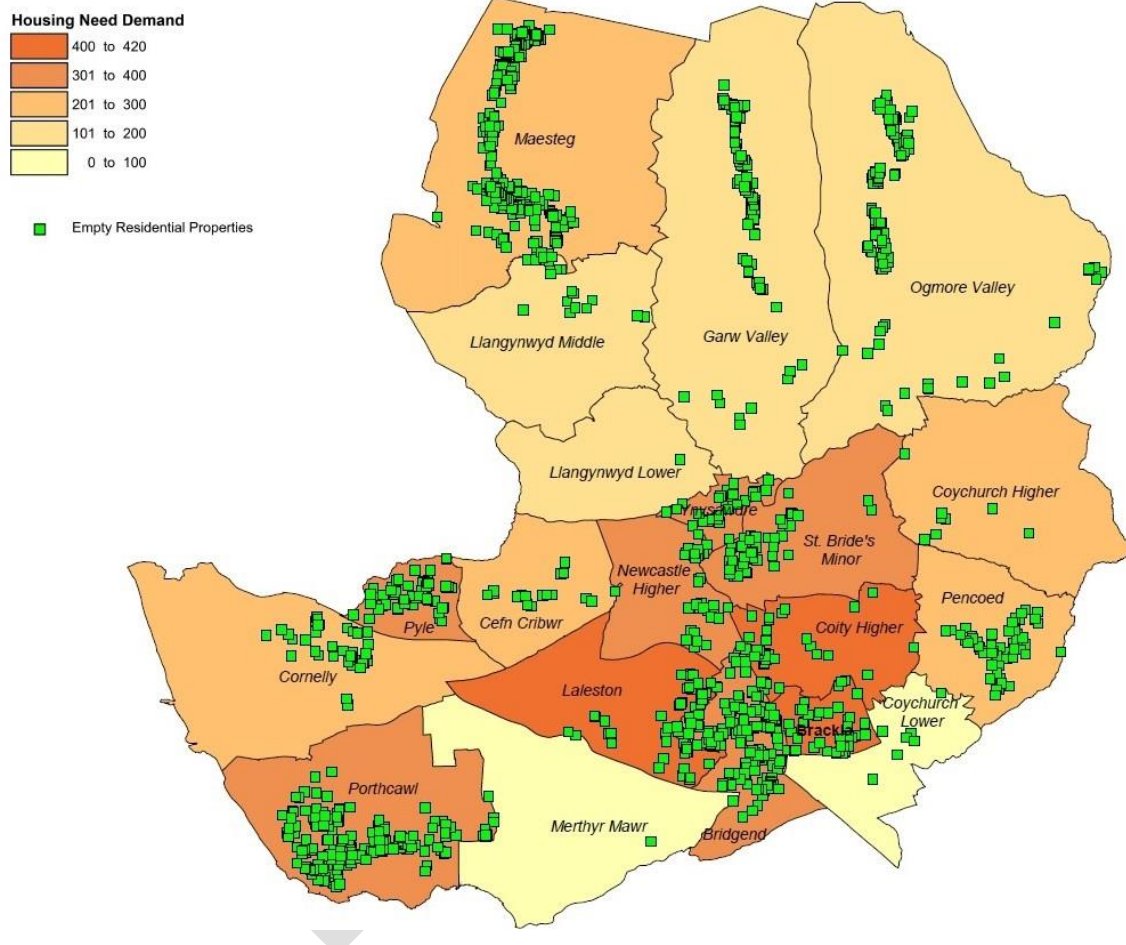 Housing Need Demand
400 to 420
301 to 400
201 to 300
101 to 200
0 to 100
Empty Residential Properties
Maesteg
Ogmore Valley
Garw Valley
Llangynwyd Middle
Llangynwyd Lower
Coychurch Higher
Ynysawdre
St. Bride's
Minor
Newcastle
Higher
Pencoed
Cefn Cribwr
Pyle
Coity Higher
Cornelly
Laleston
Coychurch
Lower
Brackla
Porthcawl
Merthyr Mawr
Bridgend